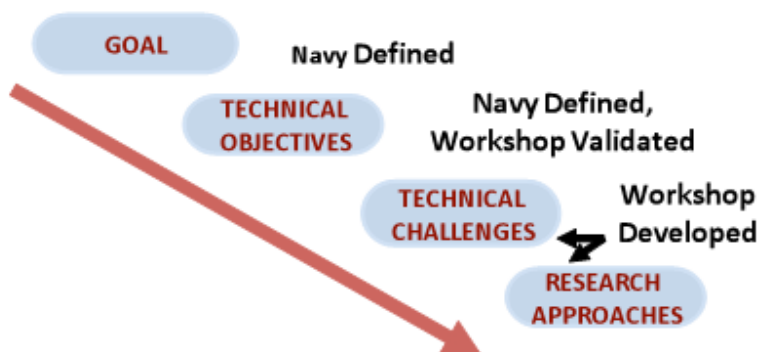 GOAL
Navy Defined
TECHNICAL
OBJECTIVES
Navy Defined,
Workshop Validated
TECHNICAL
CHALLENGES
Workshop
Developed
RESEARCH
APPROACHES